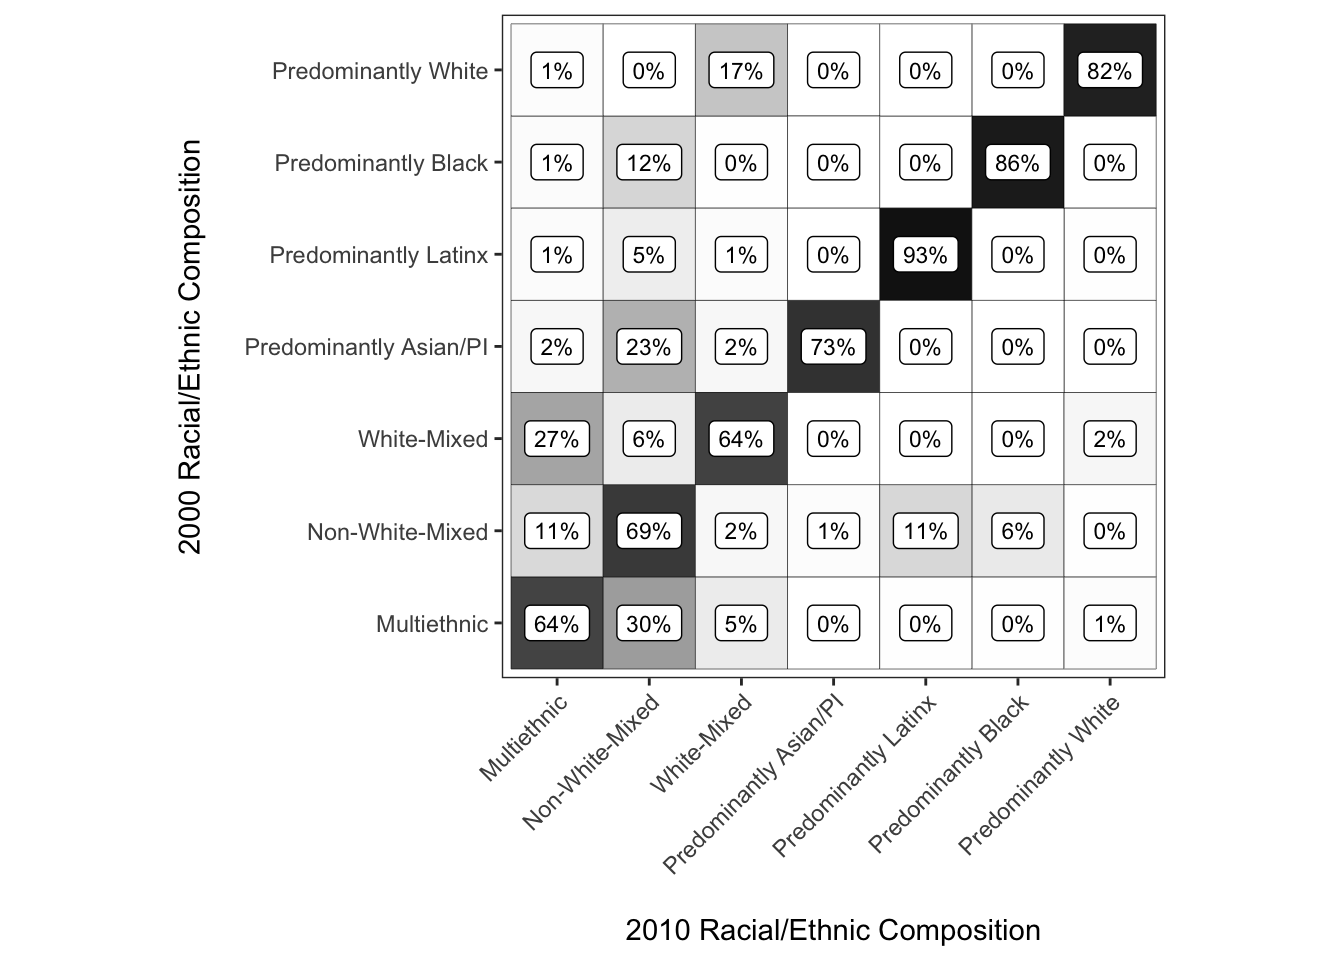 2000 Racial/Ethnic Composition
Predominantly White 1% 0% 17% 0% 0% 0% 82%
Predominantly Black 1% 12% 0% 0% 0% 86% 0%
Predominantly Latinx 1% 5% 1% 0% 93% 0% 0%
Predominantly Asian/PI 2% 23% 2% 73% 0% 0% 0%
White-Mixed 27% 6% 64% 0% 0% 0% 2%
Non-White-Mixed 11% 69% 2% 1% 11% 6% 0%
Multiethnic 64% 30% 5% 0% 0% 0% 1%
Multiethnic
Non-White-Mixed
White-Mixed
Predominantly Asian/PI
Predominantly Latinx
Predominantly Black
Predominantly White
2010 Racial/Ethnic Composition